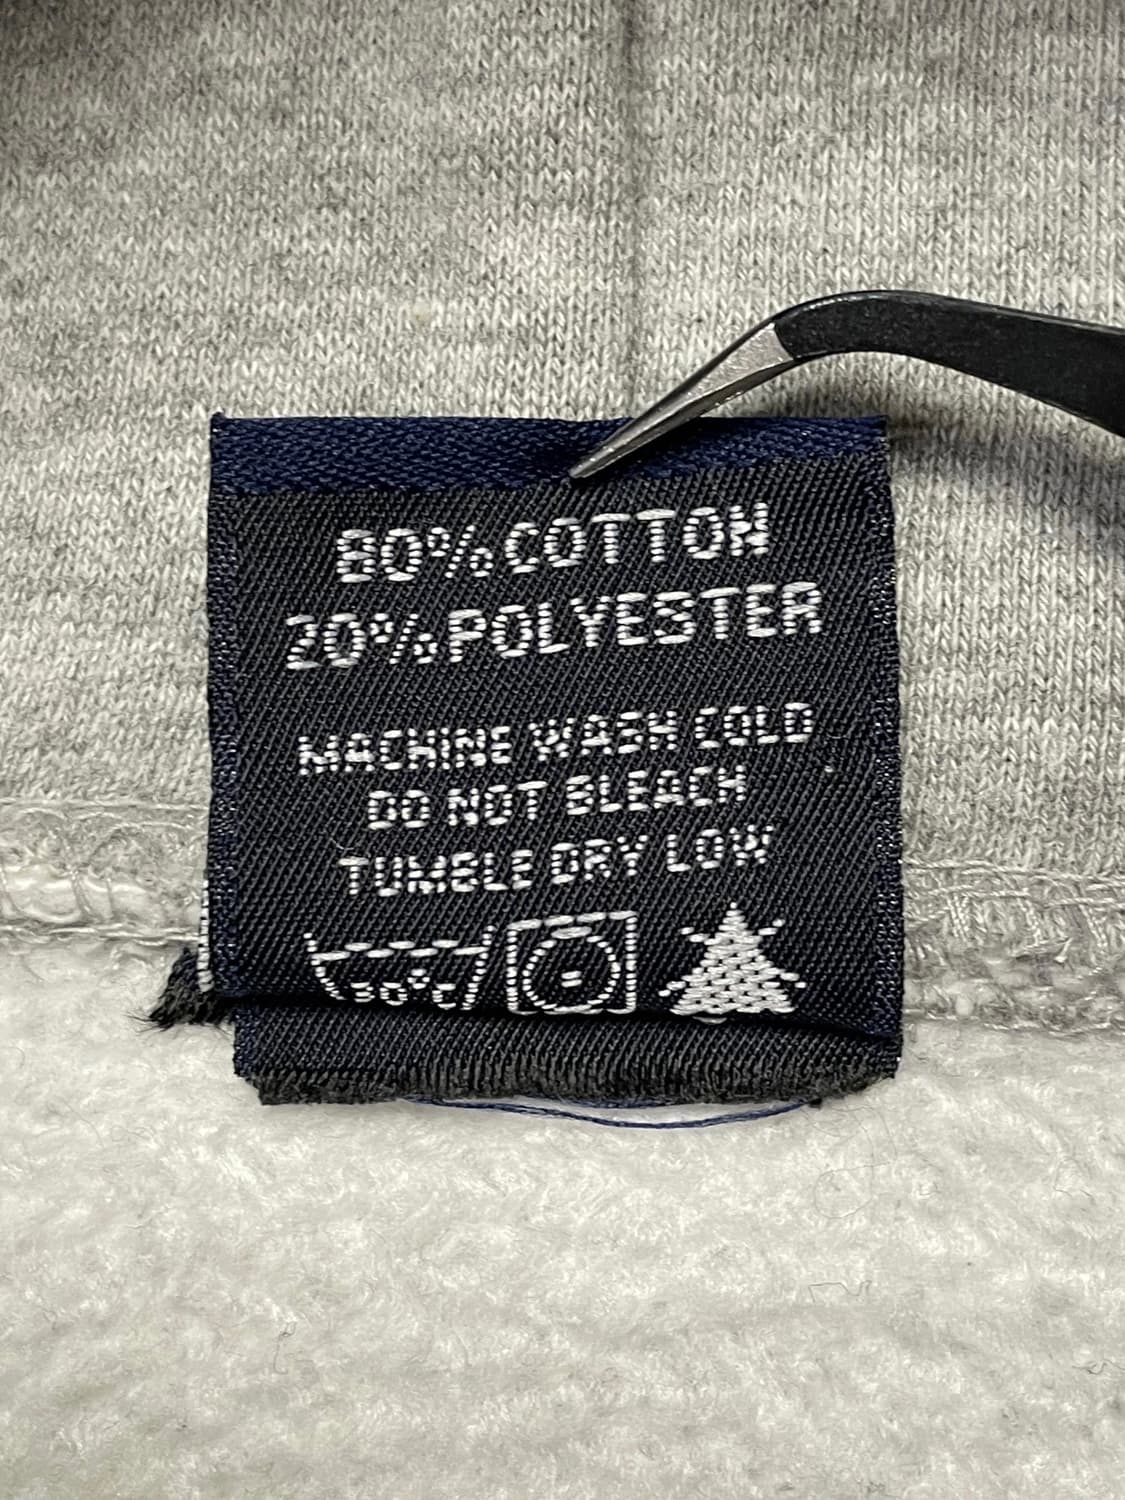 80% COTTON
20% POLYESTER
MACHINE WASH COLD
DO NOT BLEACH
TUMBLE DRY LOW
30°C